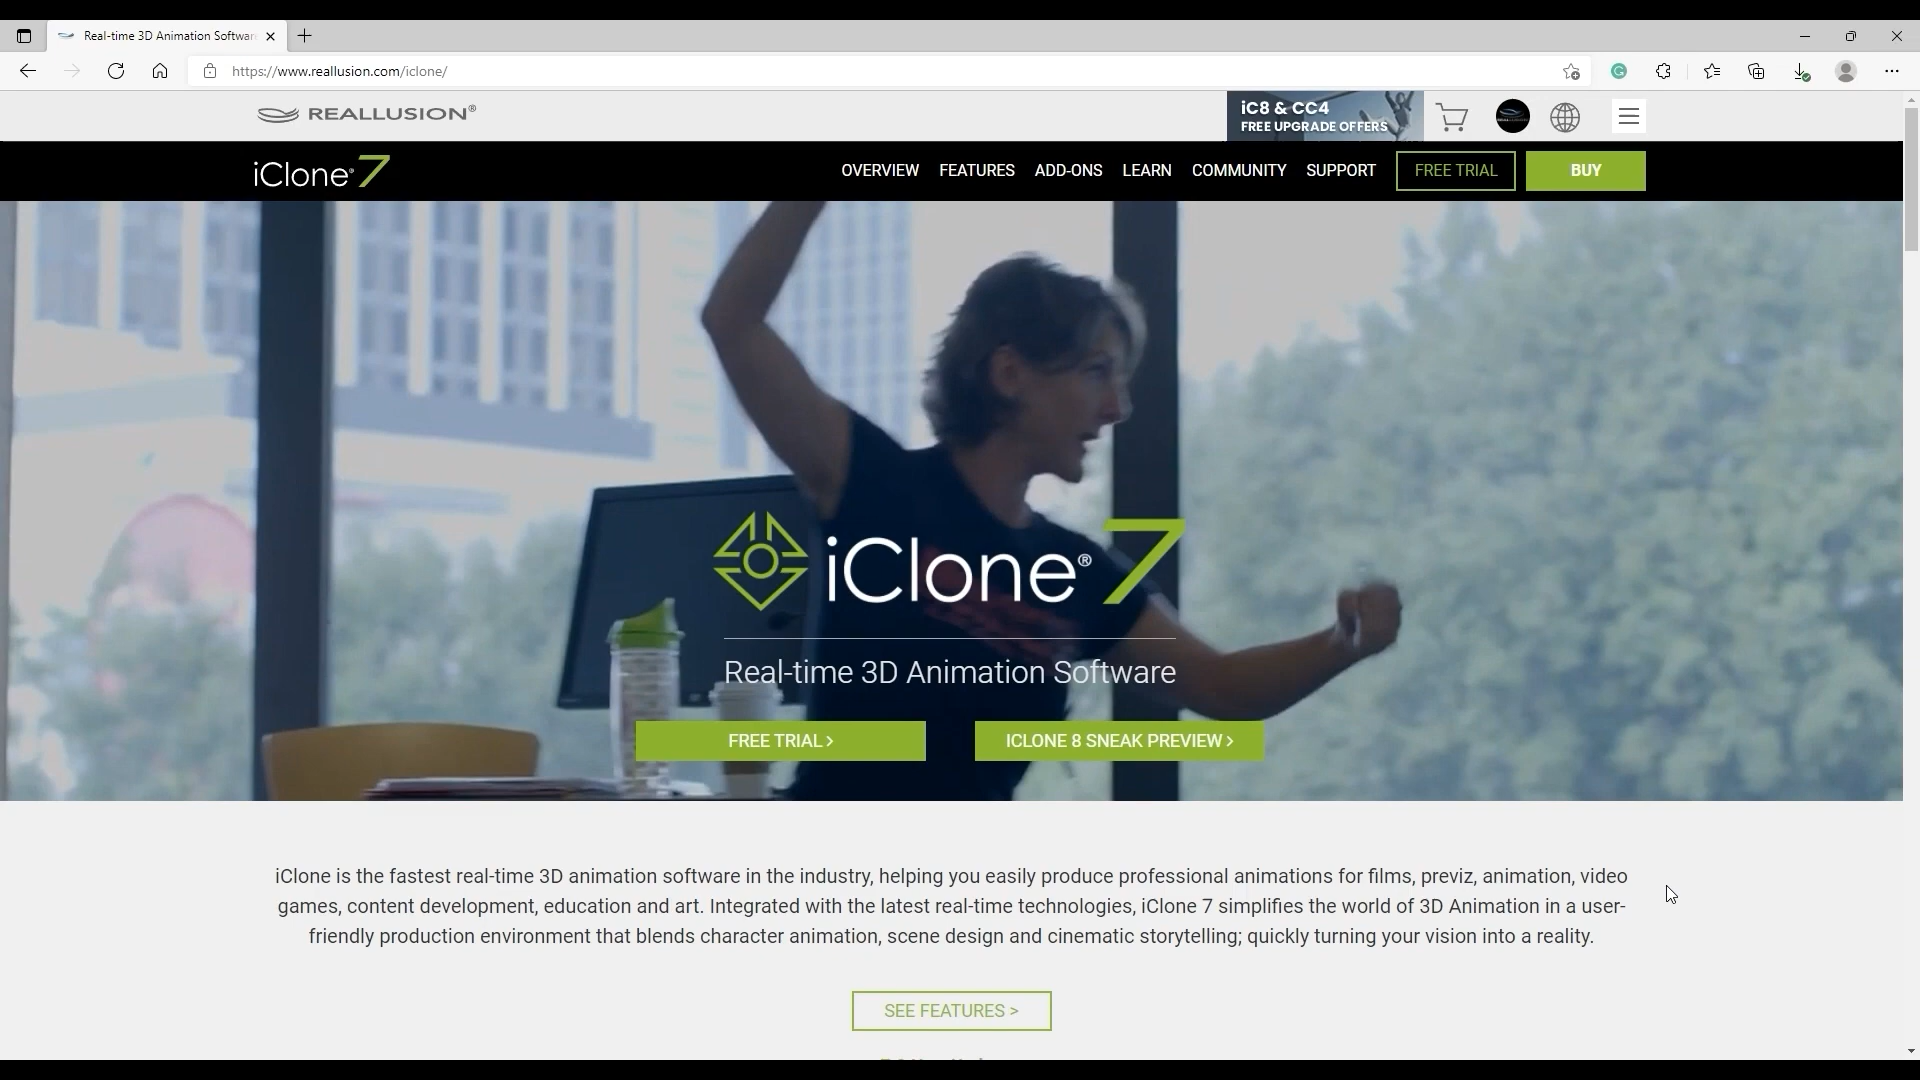 Real-time 3D Animation Softwar
https://www.reallusion.com/iclone/
REALLUSION®
iC8 & CC4
FREE UPGRADE OFFERS
iClone® 7
OVERVIEW FEATURES ADD-ONS LEARN COMMUNITY SUPPORT FREE TRIAL BUY
iClone® 7
Real-time 3D Animation Software
FREE TRIAL > ICLONE 8 SNEAK PREVIEW >
iClone is the fastest real-time 3D animation software in the industry, helping you easily produce professional animations for films, previz, animation, video
games, content development, education and art. Integrated with the latest real-time technologies, iClone 7 simplifies the world of 3D Animation in a user-
friendly production environment that blends character animation, scene design and cinematic storytelling; quickly turning your vision into a reality.
SEE FEATURES >